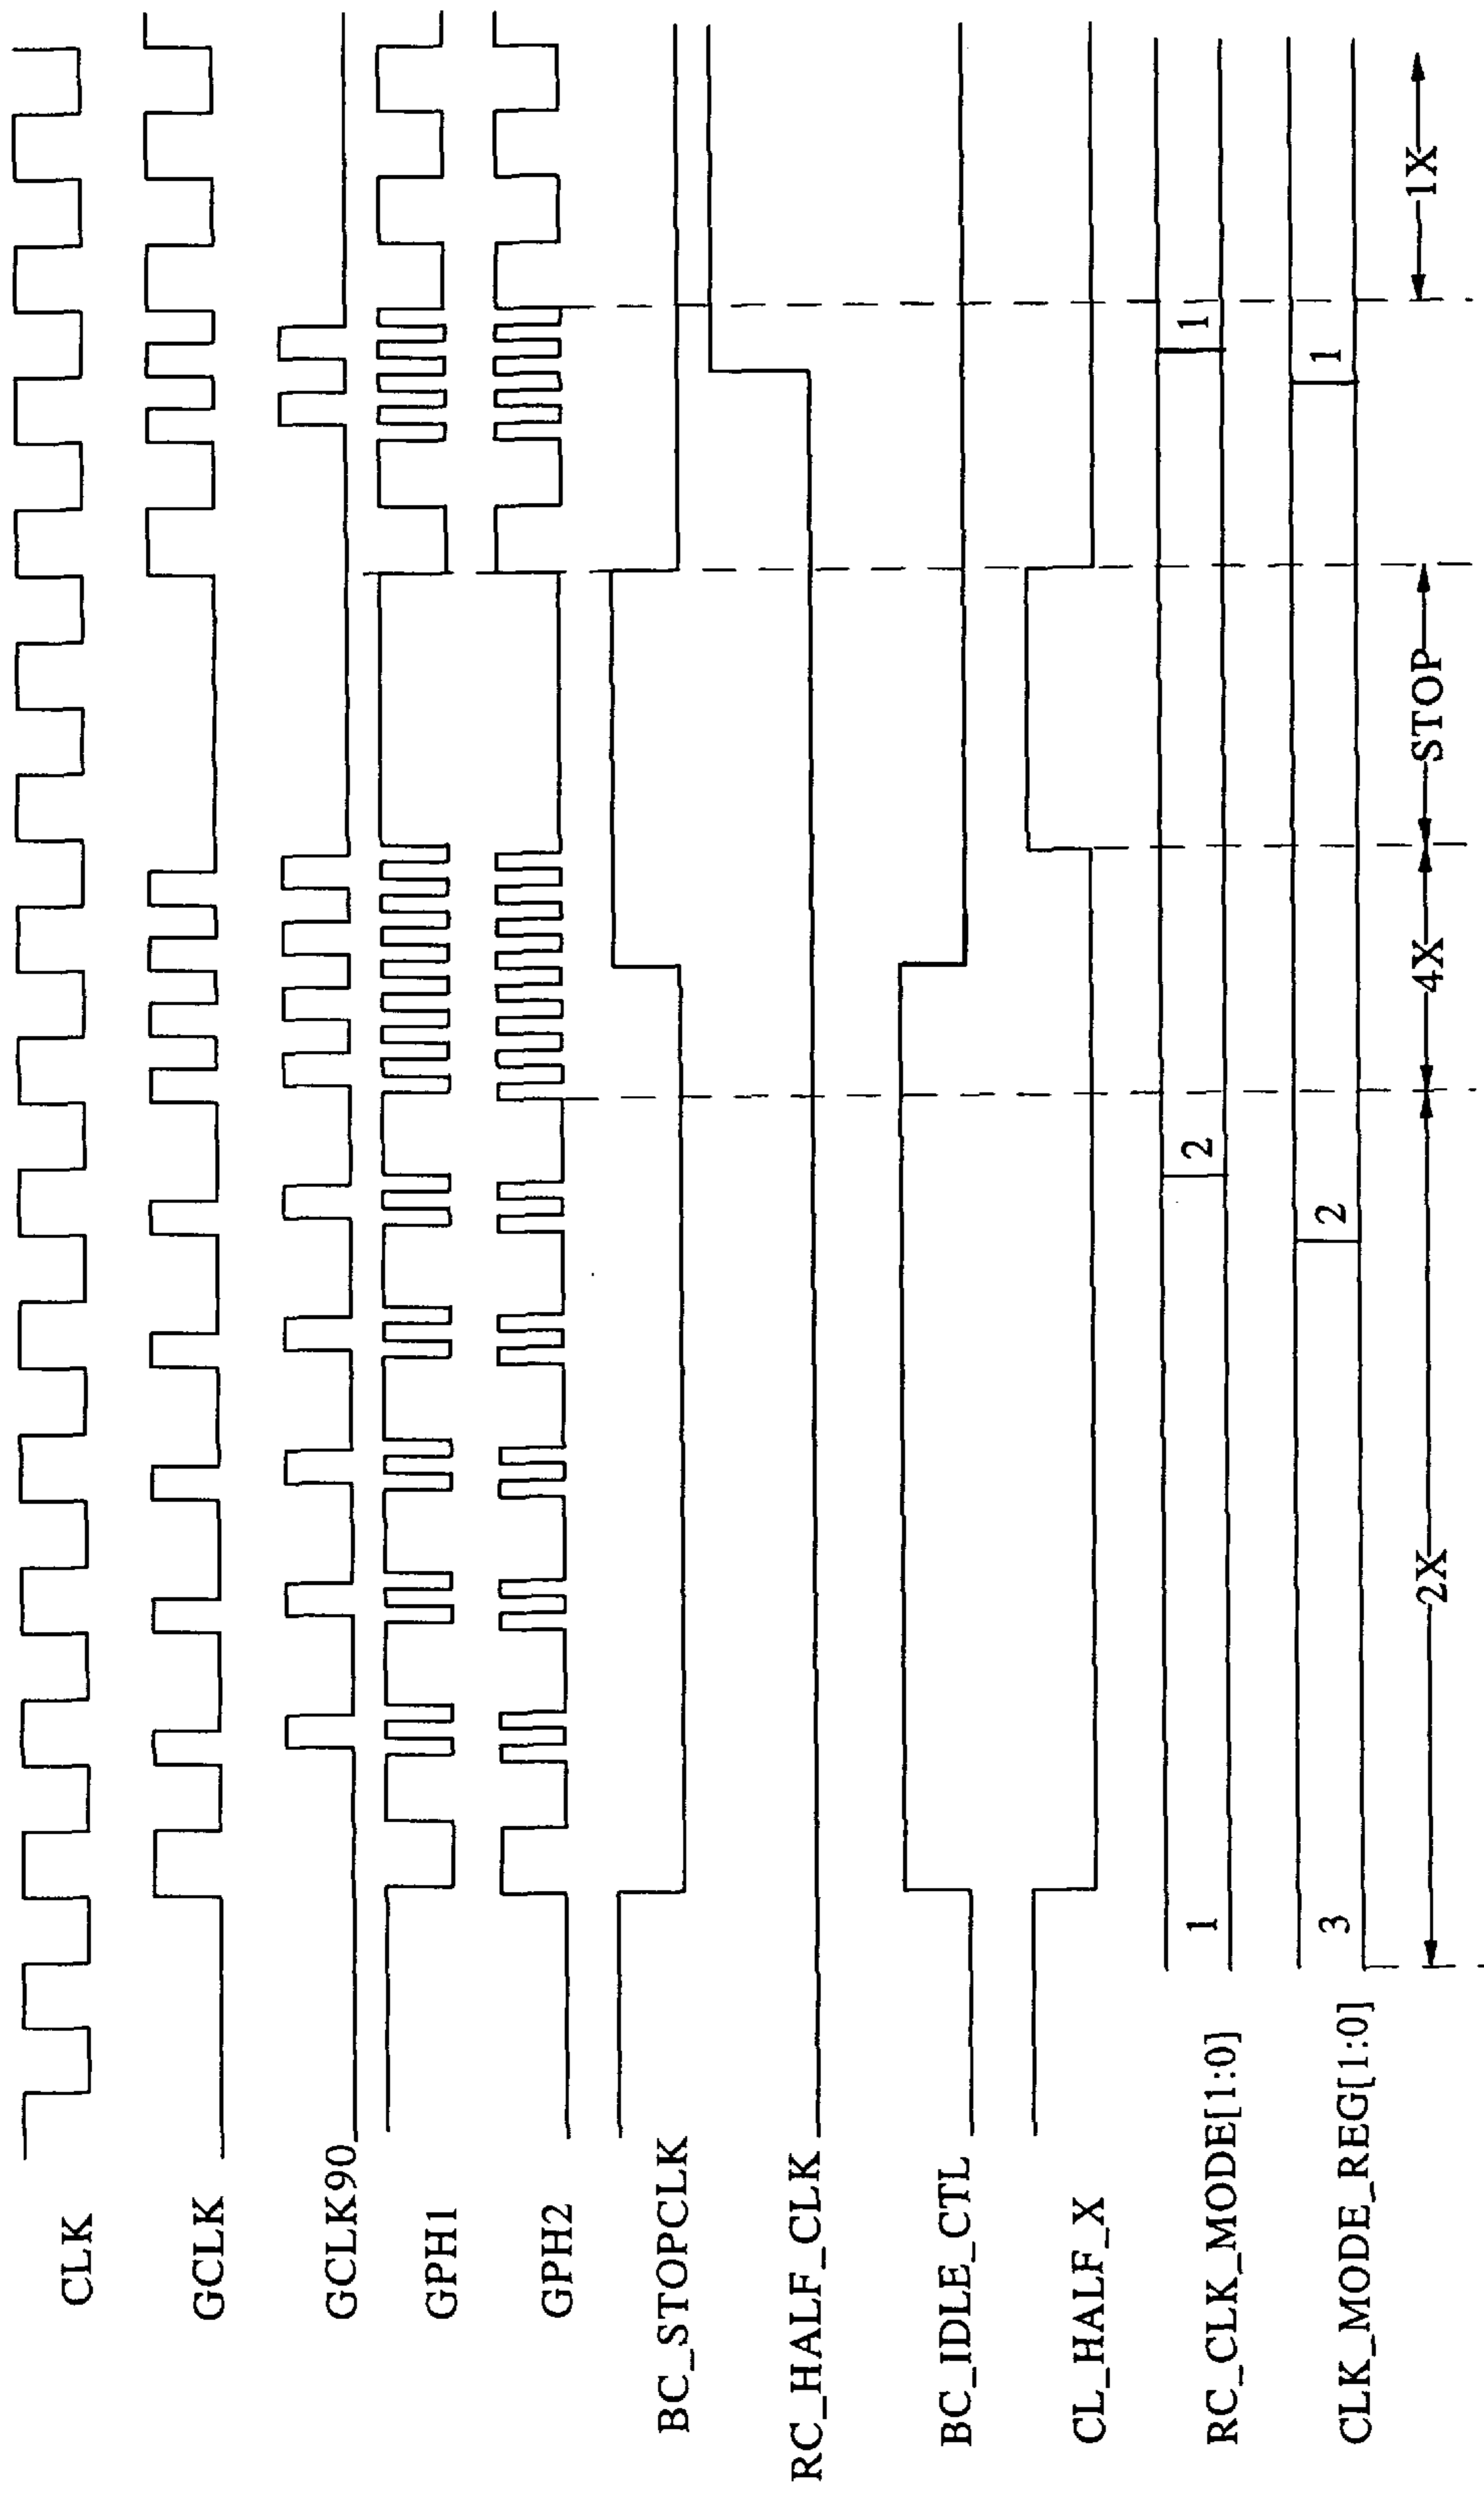 CLK
GCLK
GCLK90
GPH1
GPH2
BC_STOPCLK
RC_HALF_CLK
BC_IDLE_CTL
CL_HALF_X
RC_CLK_MODE[1:0] 1 2 1
CLK_MODE_REG[1:0] 3 2 1
2X 4X STOP 1X